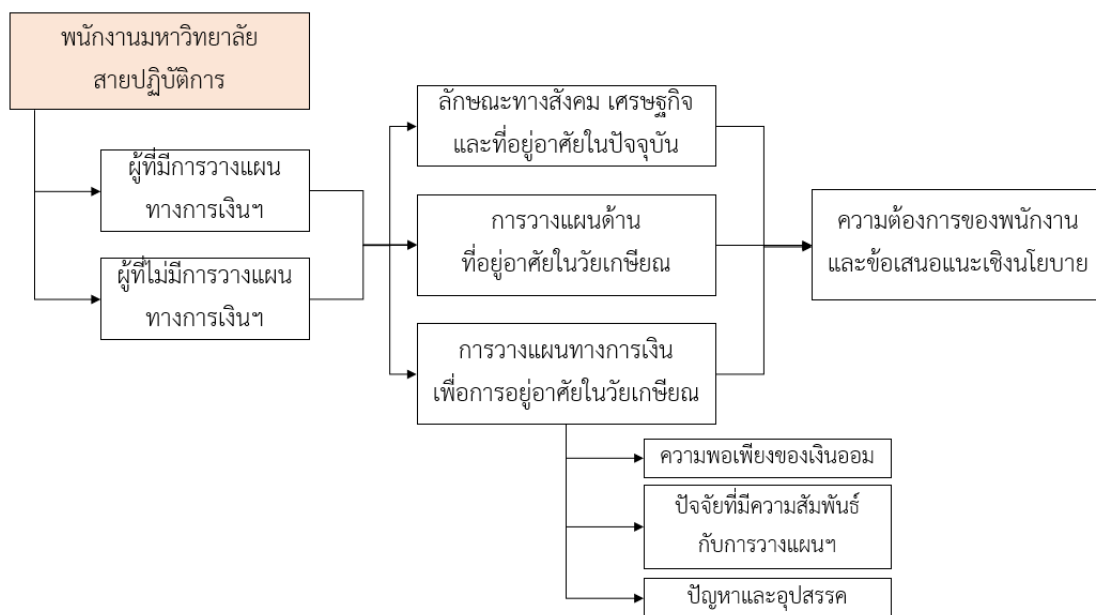 พนักงานมหาวิทยาลัย
สายปฏิบัติการ
ผู้ที่มีการวางแผน
ทางการเงินฯ
ผู้ที่ไม่มีการวางแผน
ทางการเงินฯ
ลักษณะทางสังคม เศรษฐกิจ
และที่อยู่อาศัยในปัจจุบัน
การวางแผนด้าน
ที่อยู่อาศัยในวัยเกษียณ
การวางแผนทางการเงิน
เพื่อการอยู่อาศัยในวัยเกษียณ
ความต้องการของพนักงาน
และข้อเสนอแนะเชิงนโยบาย
ความพอเพียงของเงินออม
ปัจจัยที่มีความสัมพันธ์
กับการวางแผนฯ
ปัญหาและอุปสรรค